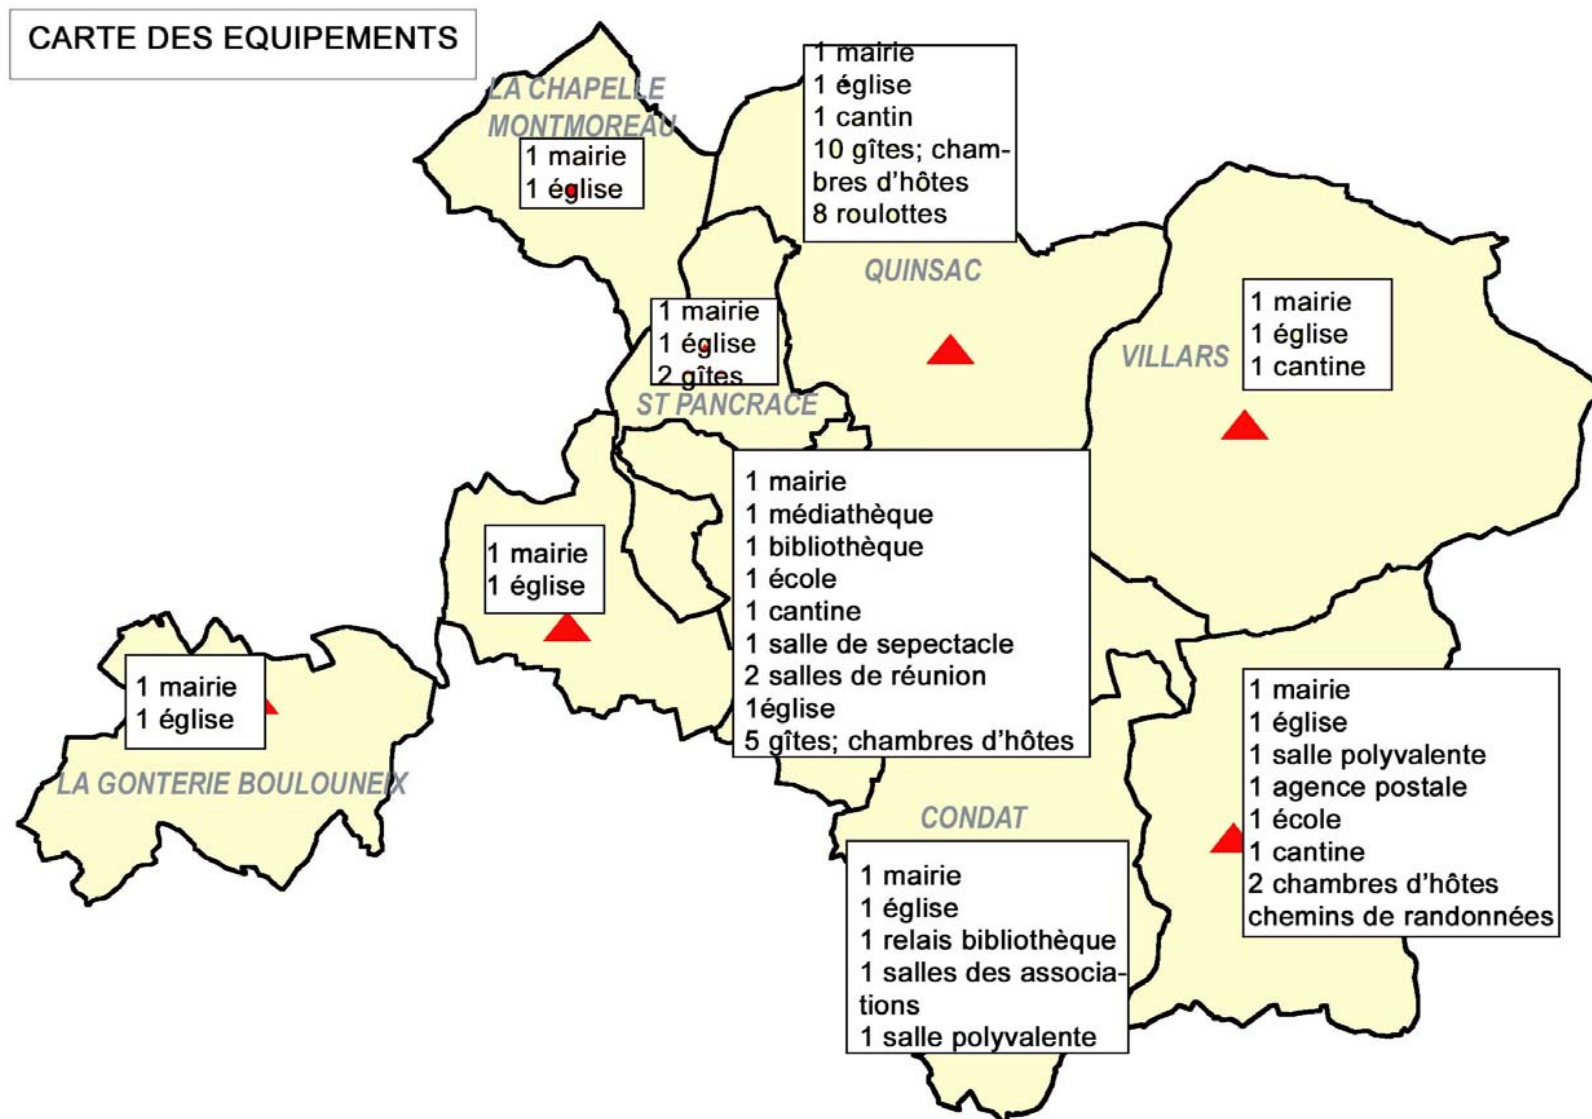 CARTE DES EQUIPEMENTS
LA CHAPELLE
MONTMOREAU
1 mairie
1 église
1 mairie
1 église
1 cantin
10 gîtes; cham-
bres d'hôtes
8 roulottes
QUINSAC
1 mairie
1 église
2 gîtes
ST PANCRACE
VILLARS
1 mairie
1 église
1 cantine
1 mairie
1 église
1 mairie
1 médiathèque
1 bibliothèque
1 école
1 cantine
1 salle de sepectacle
2 salles de réunion
1église
5 gîtes; chambres d'hôtes
1 mairie
1 église
LA GONTERIE BOULOUNEIX
CONDAT
1 mairie
1 église
1 relais bibliothèque
1 salles des associa-
tions
1 salle polyvalente
1 mairie
1 église
1 salle polyvalente
1 agence postale
1 école
1 cantine
2 chambres d'hôtes
chemins de randonnées